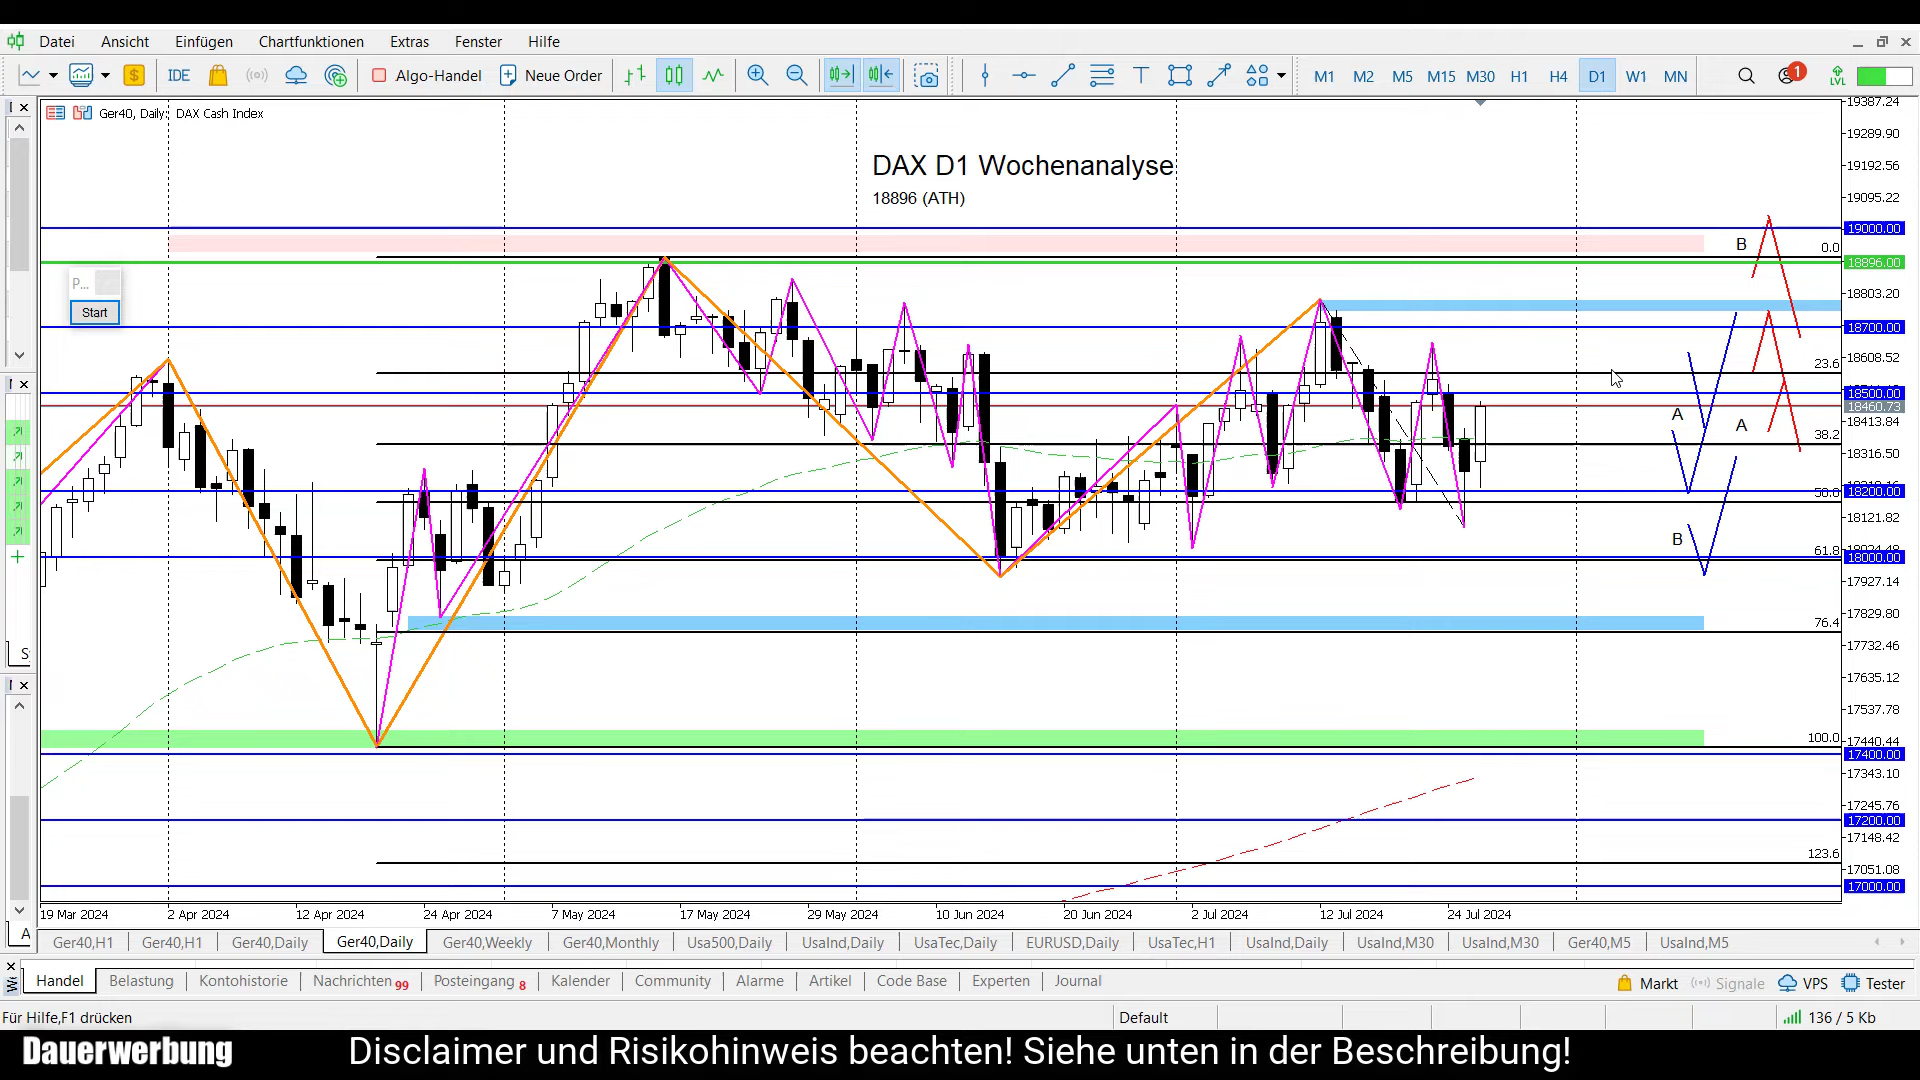 Datei Ansicht Einfügen Chartfunktionen Extras Fenster Hilfe
IDE Algo-Handel Neue Order M1 M2 M5 M15 M30 H1 H4 D1 W1 MN 1 LVL
Ger40, Daily: DAX Cash Index
DAX D1 Wochenanalyse
18896 (ATH)
P...
Start
19387.24
19289.90
19192.56
19095.22
19000.00
B
0.0
18896.00
18803.20
18700.00
23.6
18608.52
18500.00
18460.73
A
A
18413.84
38.2
18316.50
18200.00
50.0
18121.82
B
61.8
18000.00
17927.14
76.4
17829.80
17732.46
17635.12
17537.78
100.0
17440.44
17400.00
17343.10
17245.76
17200.00
17148.42
123.6
17051.08
17000.00
19 Mar 2024 2 Apr 2024 12 Apr 2024 24 Apr 2024 7 May 2024 17 May 2024 29 May 2024 10 Jun 2024 20 Jun 2024 2 Jul 2024 12 Jul 2024 24 Jul 2024
Ger40,H1 Ger40,H1 Ger40,Daily Ger40,Daily Ger40,Weekly Ger40,Monthly Usa500,Daily UsaInd,Daily UsaTec,Daily EURUSD,Daily UsaTec,H1 UsaInd,Daily UsaInd,M30 UsaInd,M30 Ger40,M5 UsaInd,M5
Handel Belastung Kontohistorie Nachrichten 99 Posteingang 8 Kalender Community Alarme Artikel Code Base Experten Journal Markt Signale VPS Tester
Für Hilfe,F1 drücken Default 136 / 5 Kb
Dauerwerbung Disclaimer und Risikohinweis beachten! Siehe unten in der Beschreibung!